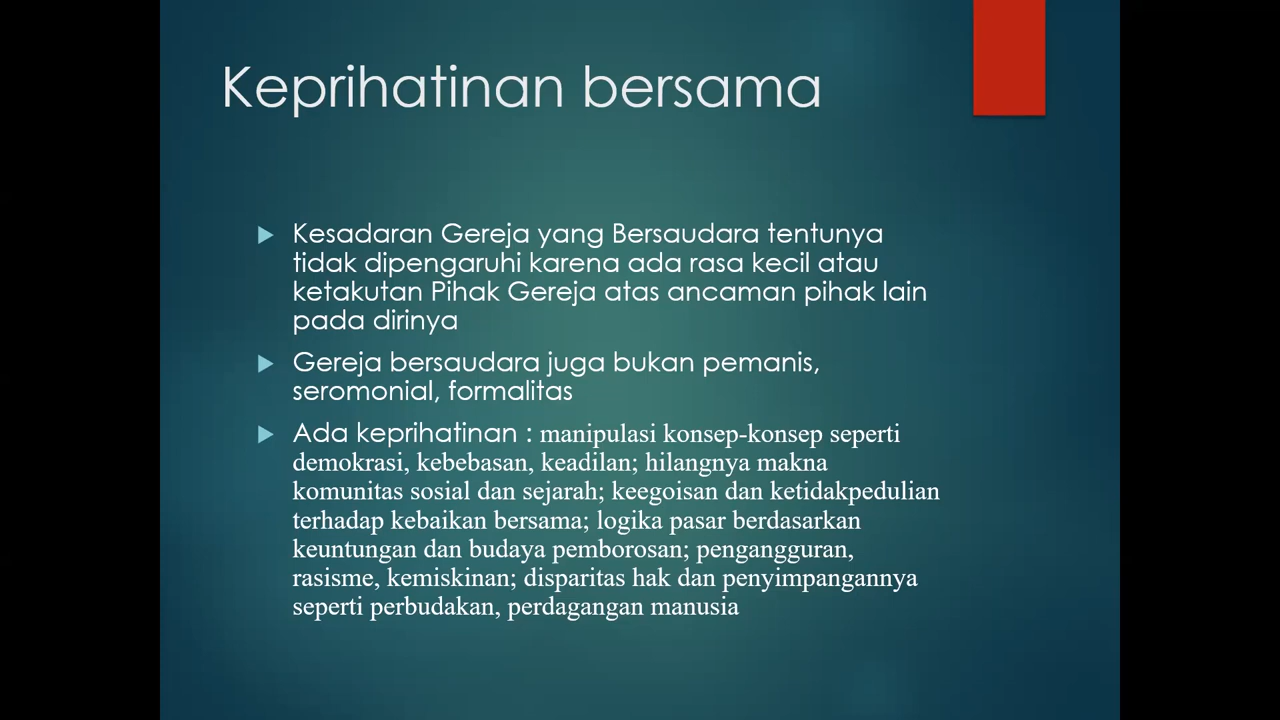 Keprihatinan bersama
Kesadaran Gereja yang Bersaudara tentunya
tidak dipengaruhi karena ada rasa kecil atau
ketakutan Pihak Gereja atas ancaman pihak lain
pada dirinya
Gereja bersaudara juga bukan pemanis,
seromonial, formalitas
Ada keprihatinan : manipulasi konsep-konsep seperti
demokrasi, kebebasan, keadilan; hilangnya makna
komunitas sosial dan sejarah; keegoisan dan ketidakpedulian
terhadap kebaikan bersama; logika pasar berdasarkan
keuntungan dan budaya pemborosan; pengangguran,
rasisme, kemiskinan; disparitas hak dan penyimpangannya
seperti perbudakan, perdagangan manusia